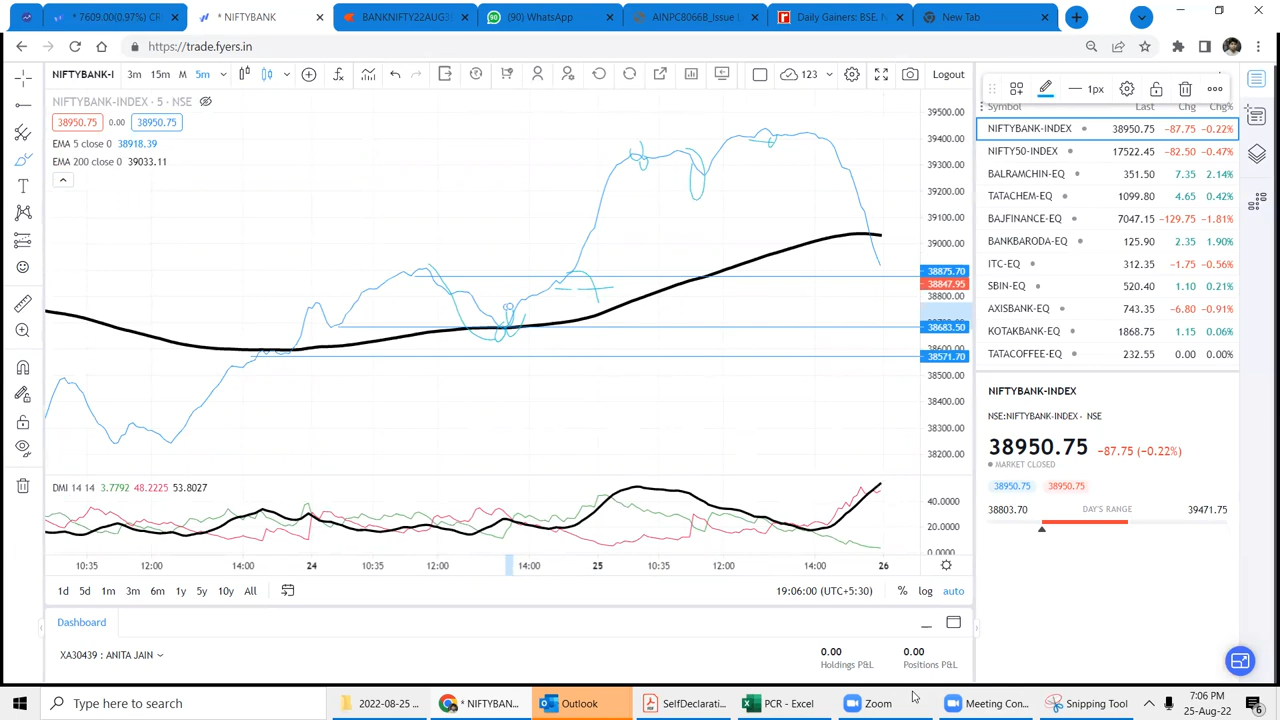 * 7609.00(0.97%) CR
* NIFTYBANK
BANKNIFTY22AUG3
(90) WhatsApp
AINPC8066B_Issue L
Daily Gainers: BSE, N
New Tab
https://trade.fyers.in
NIFTYBANK-I
3m
15m
M
5m
123
Logout
1px
NIFTYBANK-INDEX · 5 · NSE
38950.75
0.00
38950.75
EMA 5 close 0 38918.39
EMA 200 close 0 39033.11
39500.00
39400.00
39300.00
39200.00
39100.00
39000.00
38875.70
38847.95
38800.00
38683.50
38600.00
38571.70
38500.00
38400.00
38300.00
38200.00
DMI 14 14 3.7792 48.2225 53.8027
40.0000
20.0000
0.0000
10:35 12:00 14:00 24 10:35 12:00 14:00 25 10:35 12:00 14:00 26
1d 5d 1m 3m 6m 1y 5y 10y All
19:06:00 (UTC+5:30) % log auto
Dashboard
XA30439 : ANITA JAIN
0.00 0.00
Holdings P&L Positions P&L
Symbol Last Chg Chg%
NIFTYBANK-INDEX 38950.75 −87.75 −0.22%
NIFTY50-INDEX 17522.45 −82.50 −0.47%
BALRAMCHIN-EQ 351.50 7.35 2.14%
TATACHEM-EQ 1099.80 4.65 0.42%
BAJFINANCE-EQ 7047.15 −129.75 −1.81%
BANKBARODA-EQ 125.90 2.35 1.90%
ITC-EQ 312.35 −1.75 −0.56%
SBIN-EQ 520.40 1.10 0.21%
AXISBANK-EQ 743.35 −6.80 −0.91%
KOTAKBANK-EQ 1868.75 1.15 0.06%
TATACOFFEE-EQ 232.55 0.00 0.00%
NIFTYBANK-INDEX
NSE:NIFTYBANK-INDEX · NSE
38950.75 −87.75 (−0.22%)
MARKET CLOSED
38950.75 38950.75
38803.70 DAY'S RANGE 39471.75
Type here to search
2022-08-25 ...
* NIFTYBAN...
Outlook
SelfDeclarati...
PCR - Excel
Zoom
Meeting Con...
Snipping Tool
7:06 PM
25-Aug-22
6